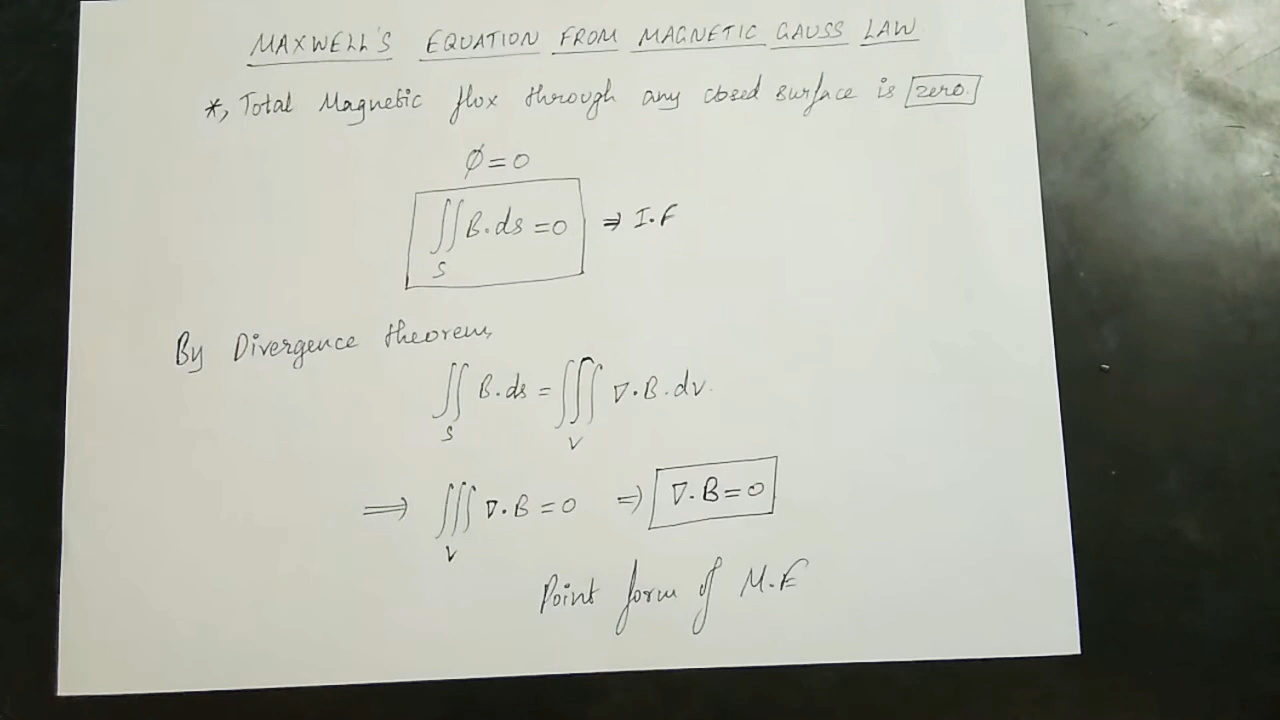 MAXWELL'S EQUATION FROM MAGNETIC GAUSS LAW
*, Total Magnetic flux through any closed surface is zero.
Ø = 0
∬ B.ds = 0 ⇒ I.F
S
By Divergence theorem,
∬ B.ds = ∭ ∇.B.dv.
S V
⟹ ∭ ∇.B = 0 ⇒ ∇.B = 0
V
Point form of M.E